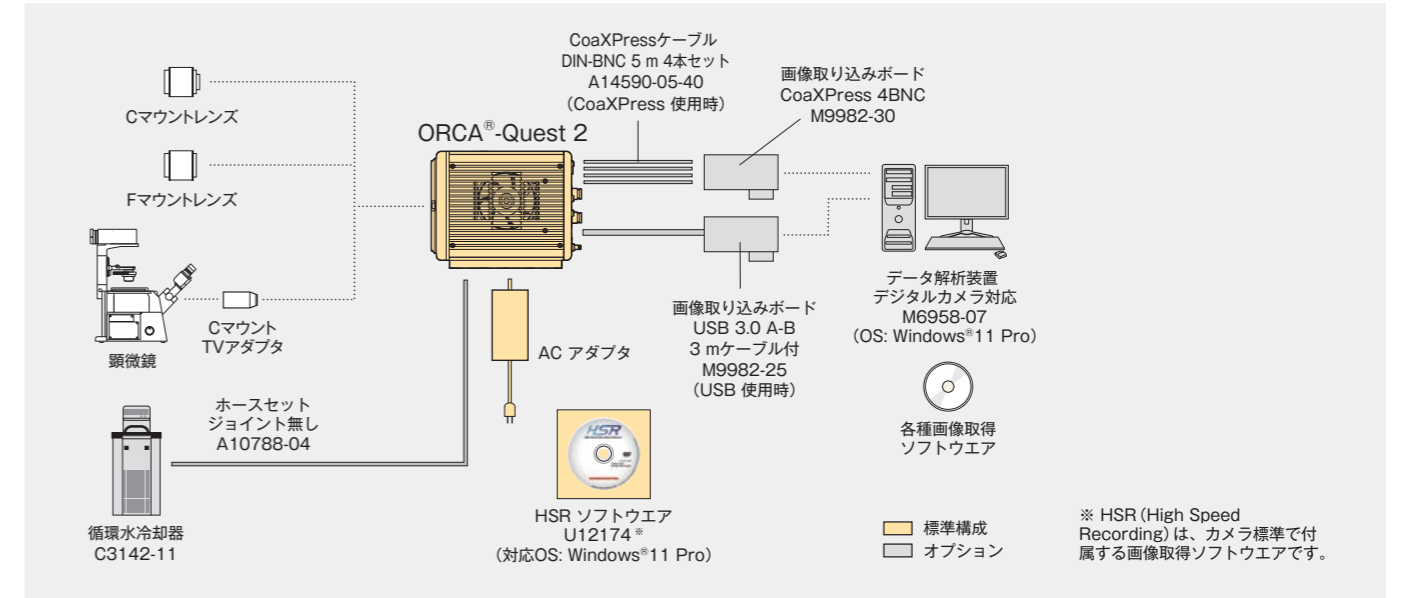 CoaXPressケーブル
DIN-BNC 5 m 4本セット
A14590-05-40
（CoaXPress 使用時）
画像取り込みボード
CoaXPress 4BNC
M9982-30
Cマウントレンズ
ORCA®-Quest 2
Fマウントレンズ
データ解析装置
デジタルカメラ対応
M6958-07
（OS: Windows®11 Pro）
画像取り込みボード
USB 3.0 A-B
3 mケーブル付
M9982-25
（USB 使用時）
Cマウント
TVアダプタ
顕微鏡
AC アダプタ
ホースセット
ジョイント無し
A10788-04
各種画像取得
ソフトウエア
HSR
循環水冷却器
C3142-11
HSR ソフトウエア
U12174※
（対応OS: Windows®11 Pro）
標準構成
オプション
※ HSR（High Speed
Recording）は、カメラ標準で付
属する画像取得ソフトウエアです。